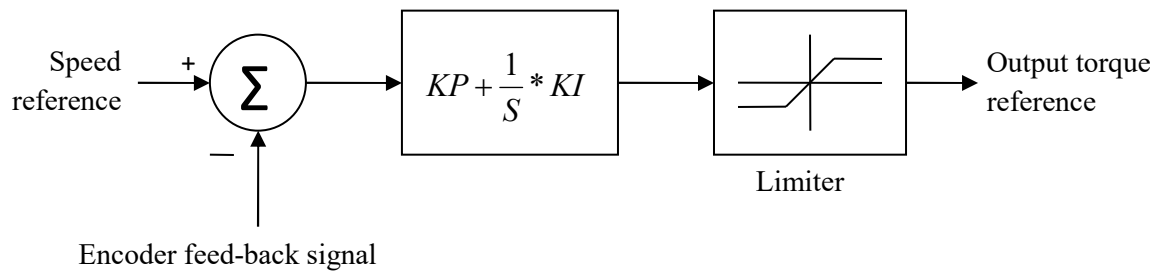 Speed
reference
+
Σ
−
KP + 1/S * KI
Limiter
Output torque
reference
Encoder feed-back signal